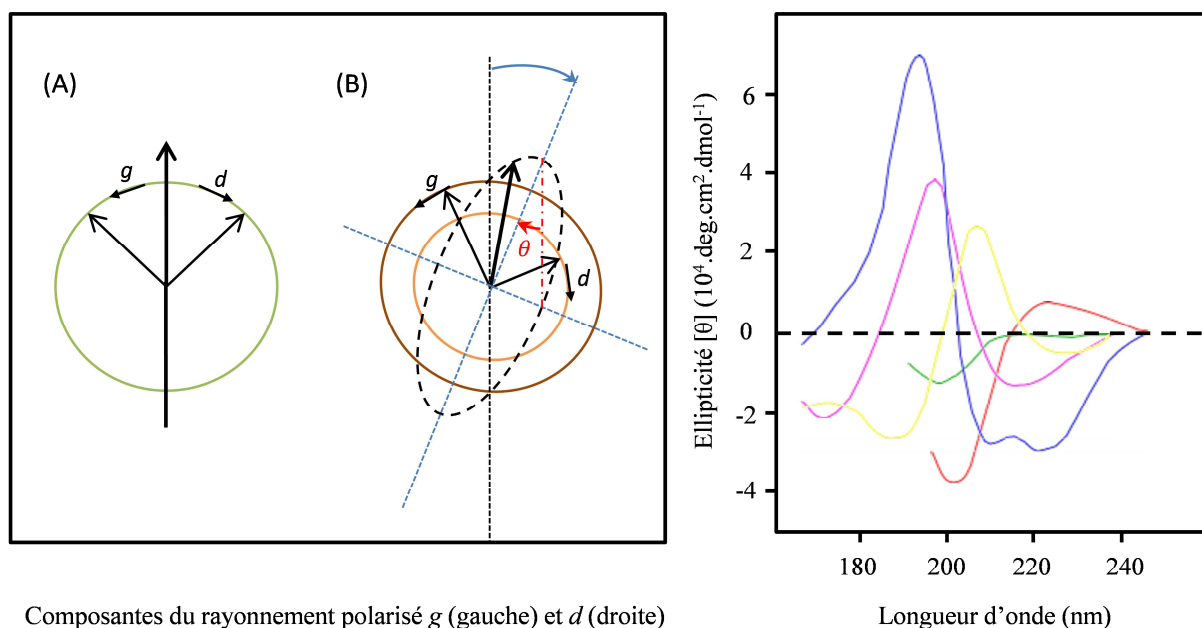 (A)
g
d
(B)
g
θ
d
Composantes du rayonnement polarisé g (gauche) et d (droite)
Ellipticité [θ] (10⁴.deg.cm².dmol⁻¹)
6
4
2
0
-2
-4
180 200 220 240
Longueur d’onde (nm)